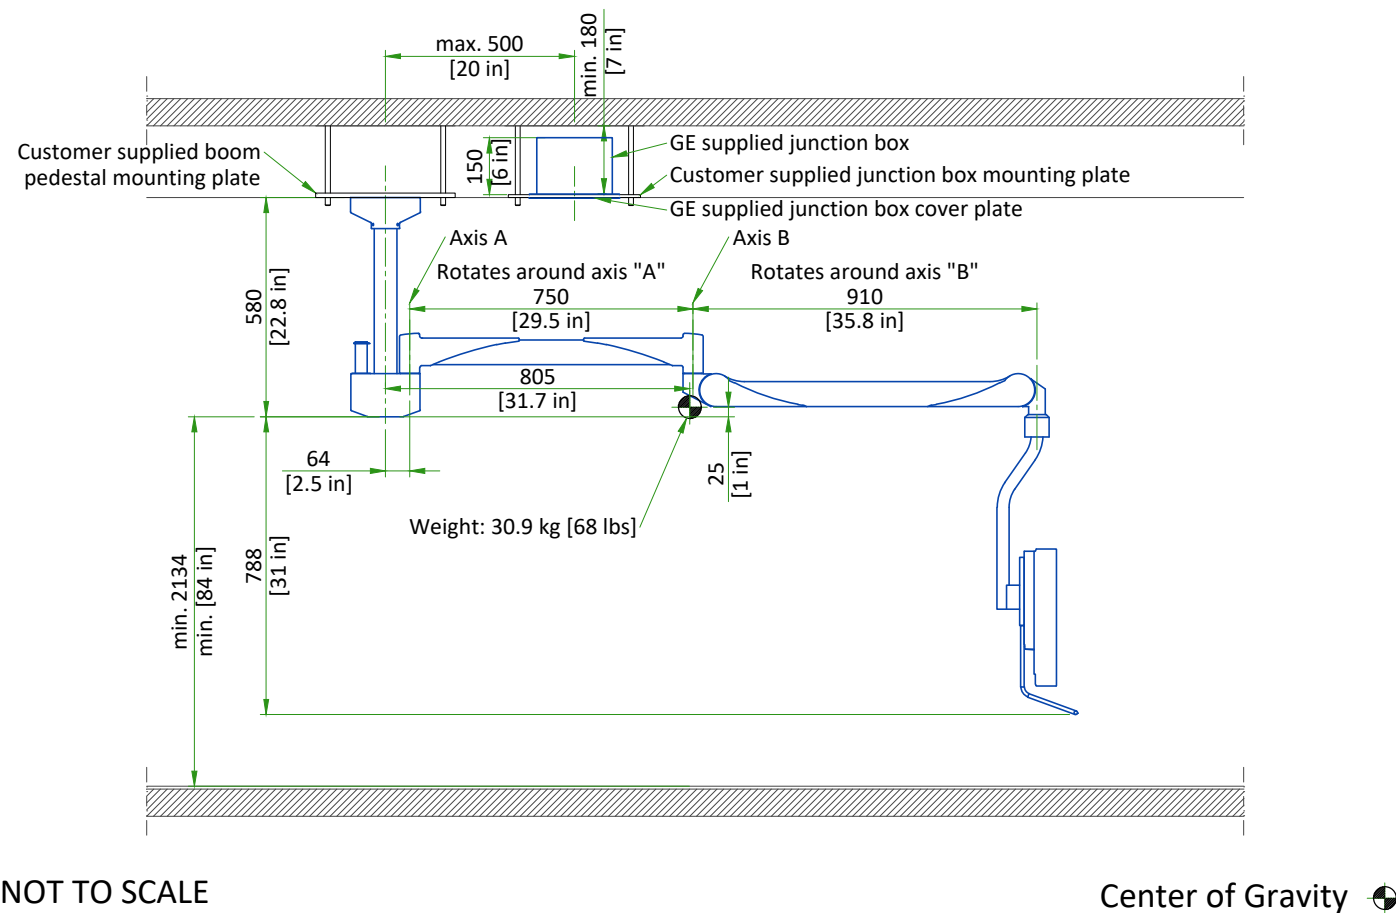 max. 500
[20 in]
min. 180
[7 in]
Customer supplied boom
pedestal mounting plate
150
[6 in]
GE supplied junction box
Customer supplied junction box mounting plate
GE supplied junction box cover plate
Axis A
Axis B
Rotates around axis "A"
Rotates around axis "B"
750
[29.5 in]
910
[35.8 in]
580
[22.8 in]
805
[31.7 in]
64
[2.5 in]
25
[1 in]
Weight: 30.9 kg [68 lbs]
min. 2134
min. [84 in]
788
[31 in]
NOT TO SCALE
Center of Gravity